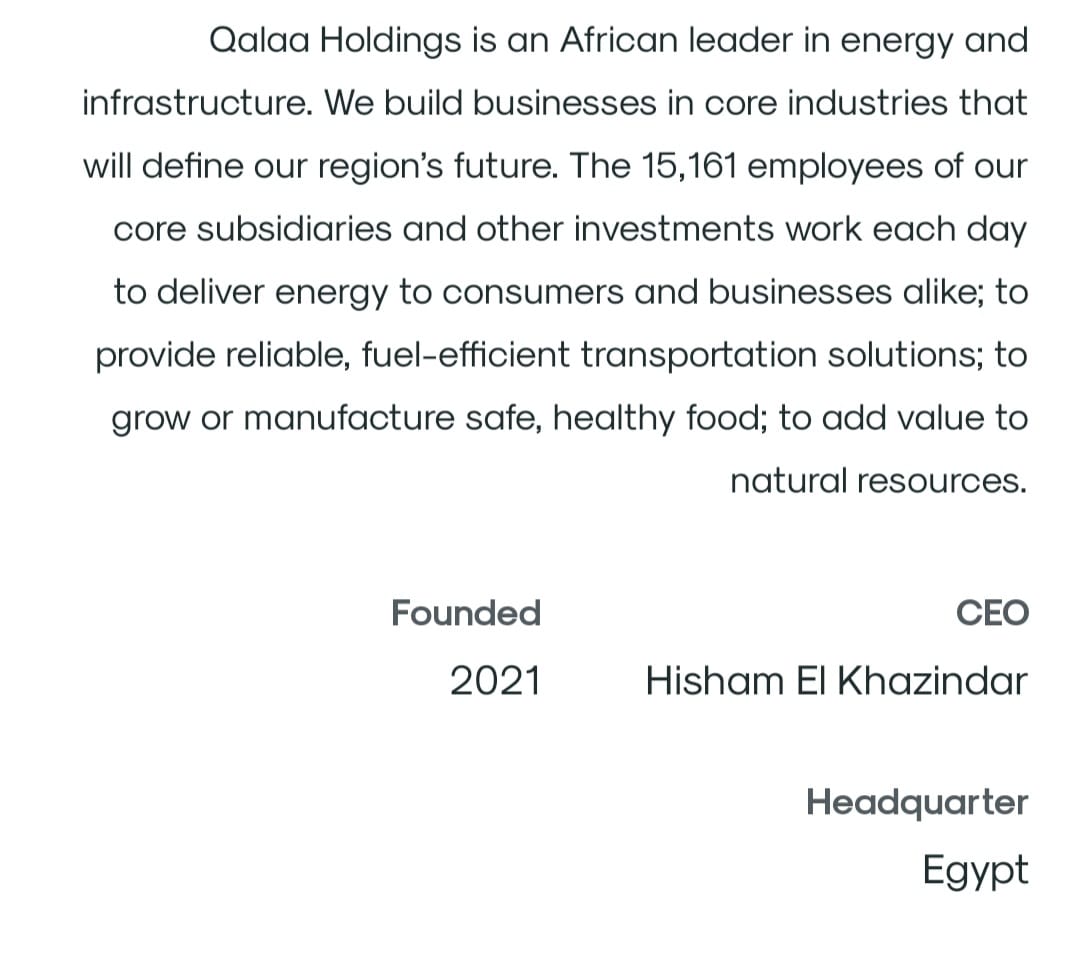 Qalaa Holdings is an African leader in energy and
infrastructure. We build businesses in core industries that
will define our region’s future. The 15,161 employees of our
core subsidiaries and other investments work each day
to deliver energy to consumers and businesses alike; to
provide reliable, fuel-efficient transportation solutions; to
grow or manufacture safe, healthy food; to add value to
natural resources.
Founded
2021
CEO
Hisham El Khazindar
Headquarter
Egypt